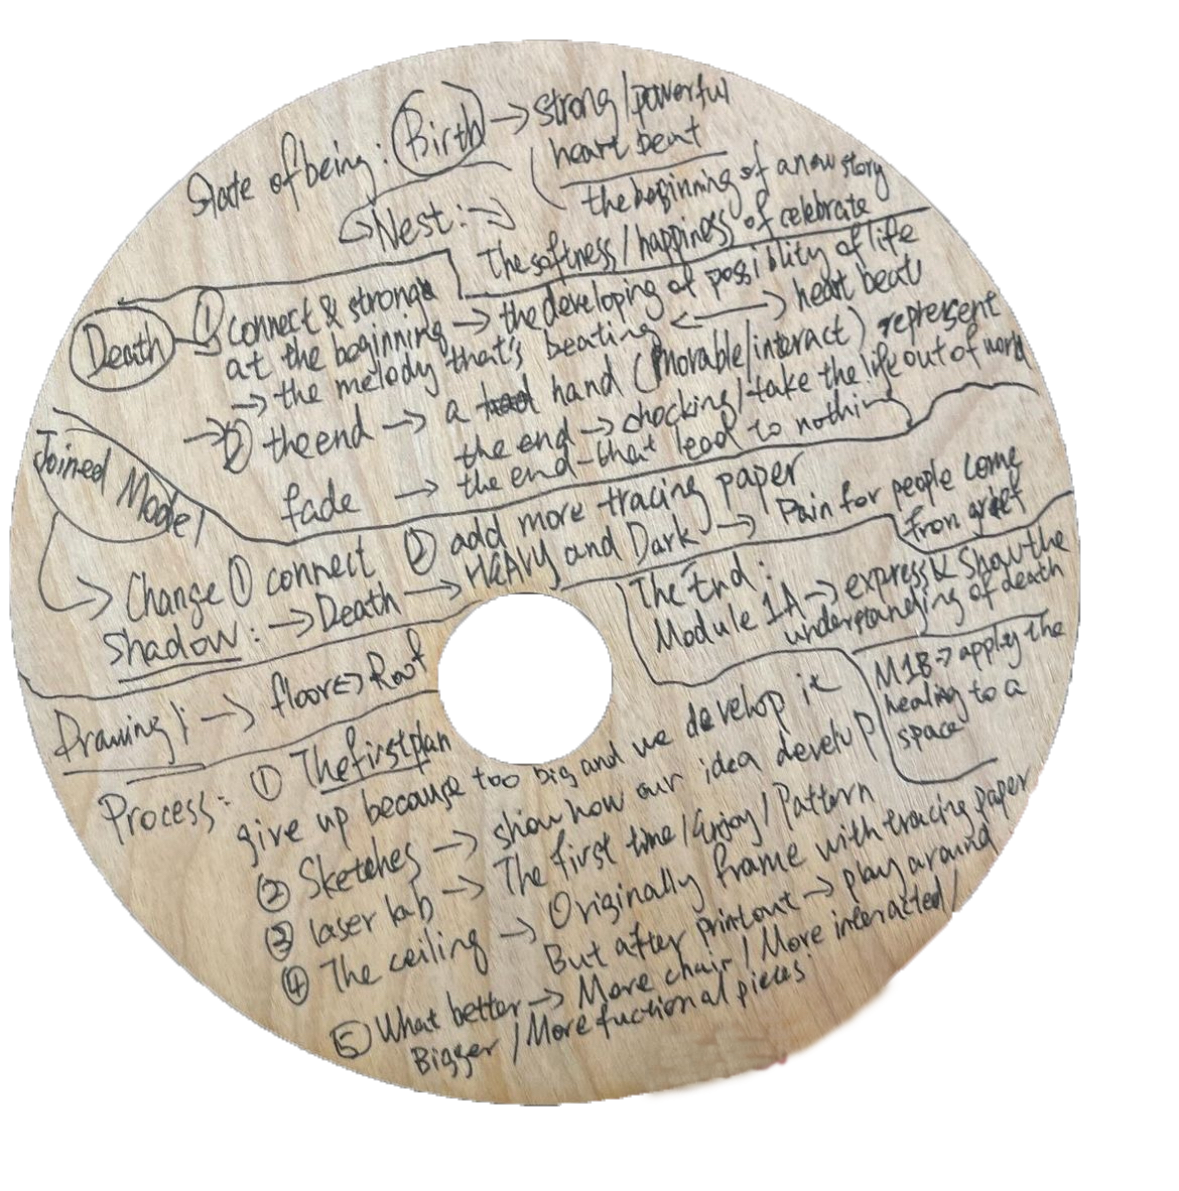 State of being: Birth → strong/powerful
heart beat
the beginning of a new story
↳ Nest: →
The softness/happiness of celebrate
Death ① connect & strong
at the beginning → the developing of possiblity of life
→ the melody that's beating ←→ heart beat
→ ② the end → a hand (morable/interact) represent
the end → chocking/take the life out of world
fade → the end - that lead to nothing
Joined Model
→ Change ① connect ② add more tracing paper
shadow: → Death → HEAVY and Dark → Pain for people come
from grief
The End:
Module 1A → express & show the
understanding of death
M1B → apply the
healing to a
space
Drawing: → floor ↔ Roof
Process: ① The first plan
give up because too big and we develop it
② Sketches → show how our idea develop
③ laser lab → The first time/Enjoy/Pattern
④ The ceiling → Originally frame with tracing paper
But after printout → play around
⑤ What better → More chair/More interacted/
Bigger/More fuctional pieces